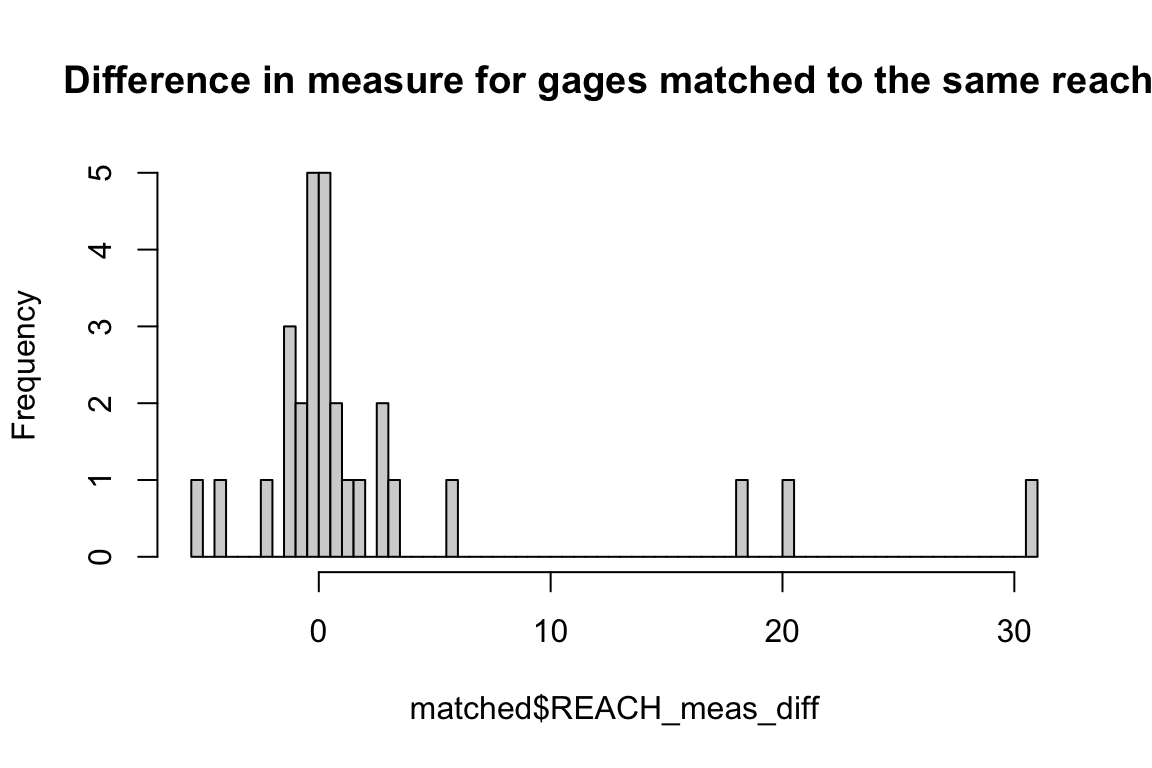 Difference in measure for gages matched to the same reach
Frequency
5
4
3
2
1
0
0 10 20 30
matched$REACH_meas_diff